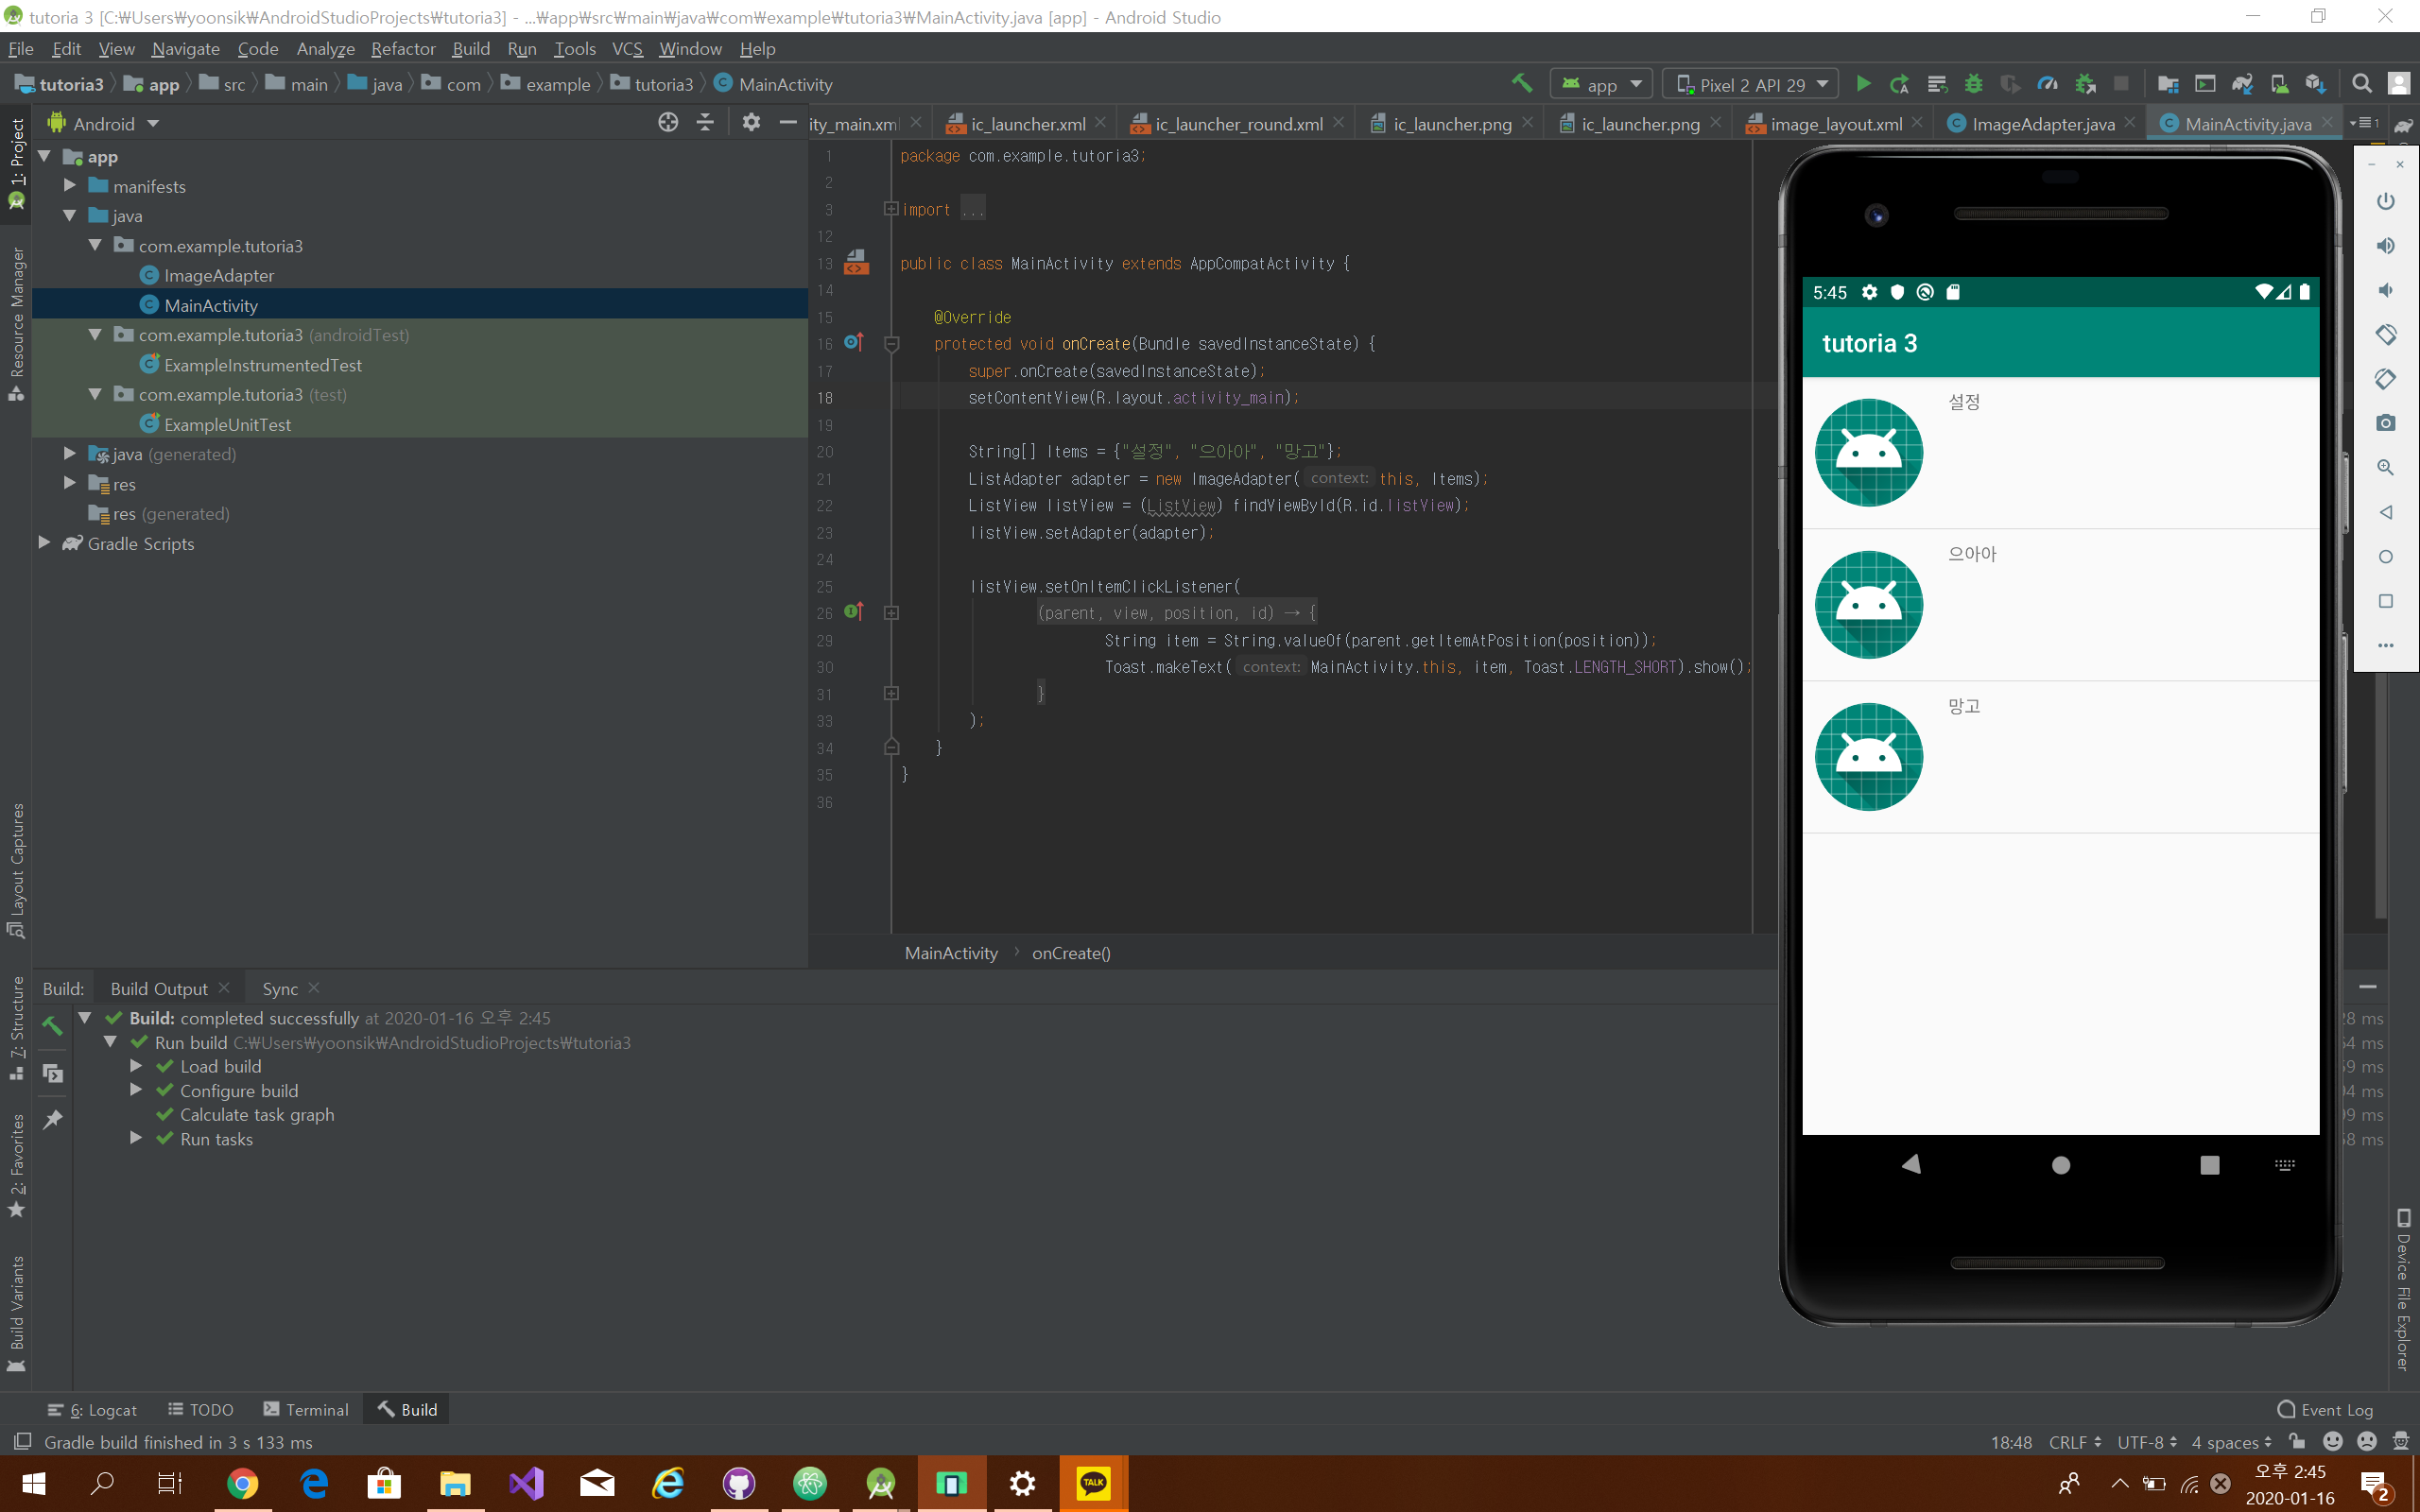 tutoria 3 [C:₩Users₩yoonsik₩AndroidStudioProjects₩tutoria3] - ...₩app₩src₩main₩java₩com₩example₩tutoria3₩MainActivity.java [app] - Android Studio
File Edit View Navigate Code Analyze Refactor Build Run Tools VCS Window Help
tutoria3 app src main java com example tutoria3 MainActivity app Pixel 2 API 29
Android
ity_main.xml ic_launcher.xml ic_launcher_round.xml ic_launcher.png ic_launcher.png image_layout.xml ImageAdapter.java MainActivity.java
1: Project
Resource Manager
Layout Captures
7: Structure
2: Favorites
Build Variants
app
manifests
java
com.example.tutoria3
ImageAdapter
MainActivity
com.example.tutoria3 (androidTest)
ExampleInstrumentedTest
com.example.tutoria3 (test)
ExampleUnitTest
java (generated)
res
res (generated)
Gradle Scripts
1 package com.example.tutoria3;
2
3 import ...
12
13 public class MainActivity extends AppCompatActivity {
14
15 @Override
16 protected void onCreate(Bundle savedInstanceState) {
17 super.onCreate(savedInstanceState);
18 setContentView(R.layout.activity_main);
19
20 String[] Items = {"설정", "으아아", "망고"};
21 ListAdapter adapter = new ImageAdapter( context: this, Items);
22 ListView listView = (ListView) findViewById(R.id.listView);
23 listView.setAdapter(adapter);
24
25 listView.setOnItemClickListener(
26 (parent, view, position, id) → {
29 String item = String.valueOf(parent.getItemAtPosition(position));
30 Toast.makeText( context: MainActivity.this, item, Toast.LENGTH_SHORT).show();
31 }
33 );
34 }
35 }
36
MainActivity onCreate()
5:45
tutoria 3
설정
으아아
망고
Build: Build Output Sync
Build: completed successfully at 2020-01-16 오후 2:45
Run build C:₩Users₩yoonsik₩AndroidStudioProjects₩tutoria3
Load build
Configure build
Calculate task graph
Run tasks
28 ms
ms
ms
ms
ms
ms
Device File Explorer
6: Logcat TODO Terminal Build Event Log
Gradle build finished in 3 s 133 ms 18:48 CRLF UTF-8 4 spaces
TALK
오후 2:45
2020-01-16
2